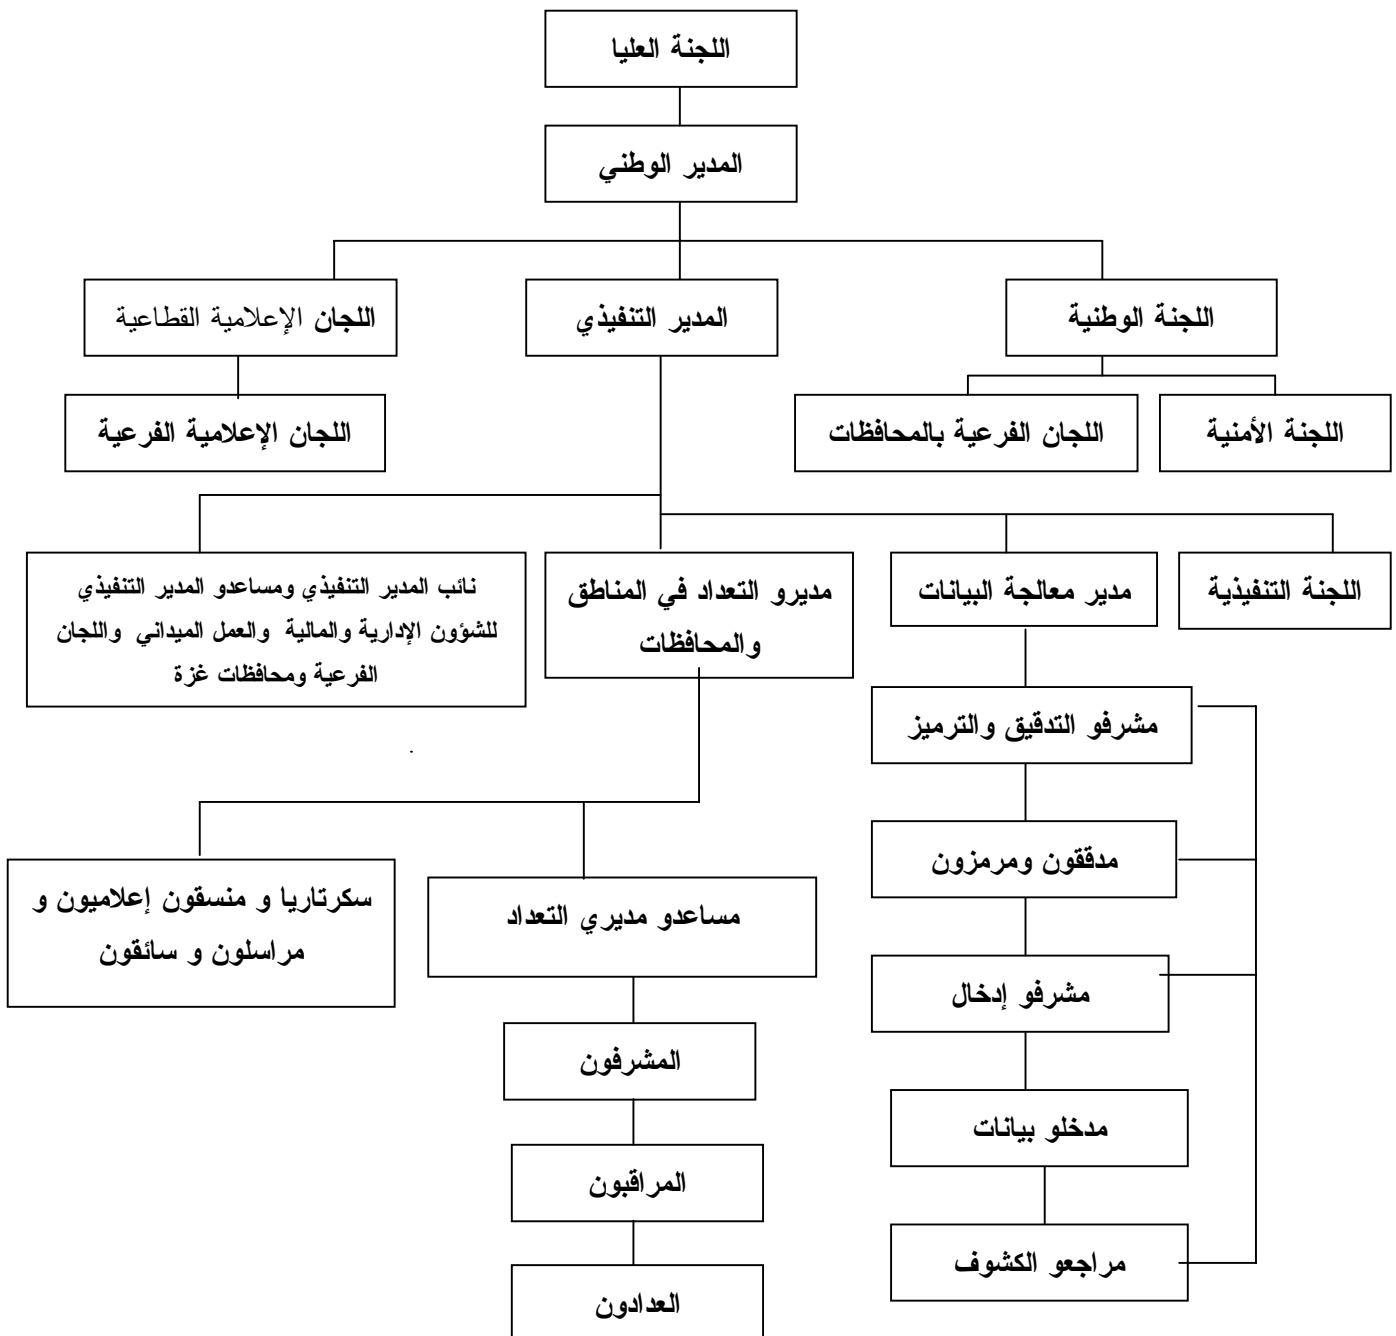 اللجنة العليا
المدير الوطني
اللجنة الوطنية
المدير التنفيذي
اللجان الإعلامية القطاعية
اللجنة الأمنية
اللجان الفرعية بالمحافظات
اللجان الإعلامية الفرعية
اللجنة التنفيذية
مدير معالجة البيانات
مديرو التعداد في المناطق
والمحافظات
نائب المدير التنفيذي ومساعدو المدير التنفيذي
للشؤون الإدارية والمالية والعمل الميداني واللجان
الفرعية ومحافظات غزة
مشرفو التدقيق والترميز
مدققون ومرمزون
مشرفو إدخال
مدخلو بيانات
مراجعو الكشوف
مساعدو مديري التعداد
سكرتاريا و منسقون إعلاميون و
مراسلون و سائقون
المشرفون
المراقبون
العدادون